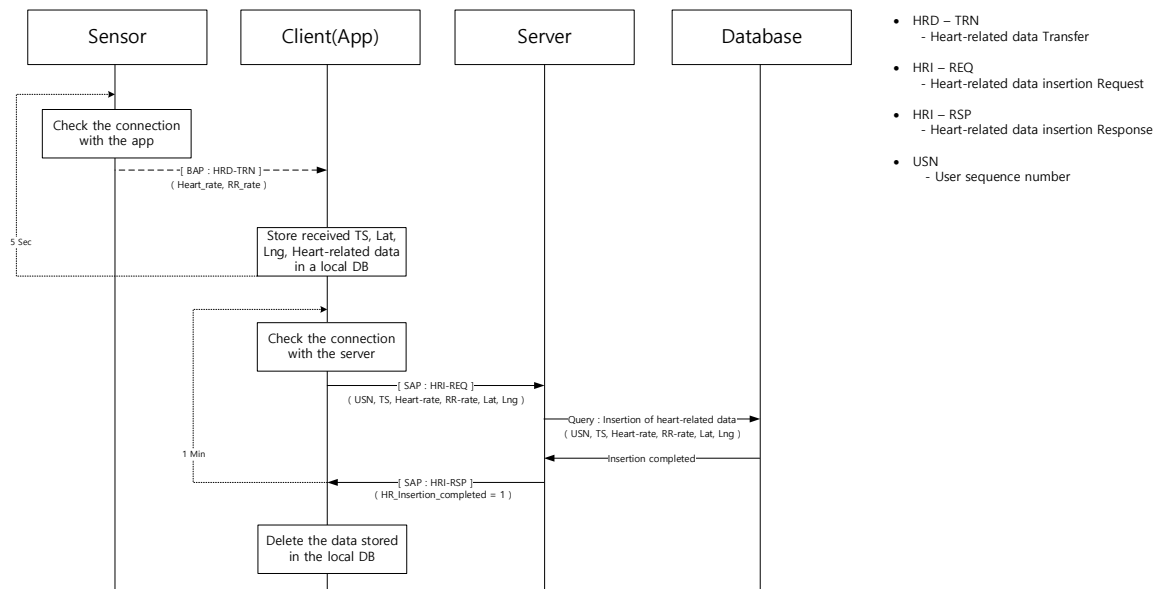 Sensor
Client(App)
Server
Database
Check the connection
with the app
[ BAP : HRD-TRN ]
( Heart_rate, RR_rate )
5 Sec
Store received TS, Lat,
Lng, Heart-related data
in a local DB
Check the connection
with the server
[ SAP : HRI-REQ ]
( USN, TS, Heart-rate, RR-rate, Lat, Lng )
Query : Insertion of heart-related data
( USN, TS, Heart-rate, RR-rate, Lat, Lng )
1 Min
Insertion completed
[ SAP : HRI-RSP ]
( HR_Insertion_completed = 1 )
Delete the data stored
in the local DB
• HRD – TRN
- Heart-related data Transfer
• HRI – REQ
- Heart-related data insertion Request
• HRI – RSP
- Heart-related data insertion Response
• USN
- User sequence number